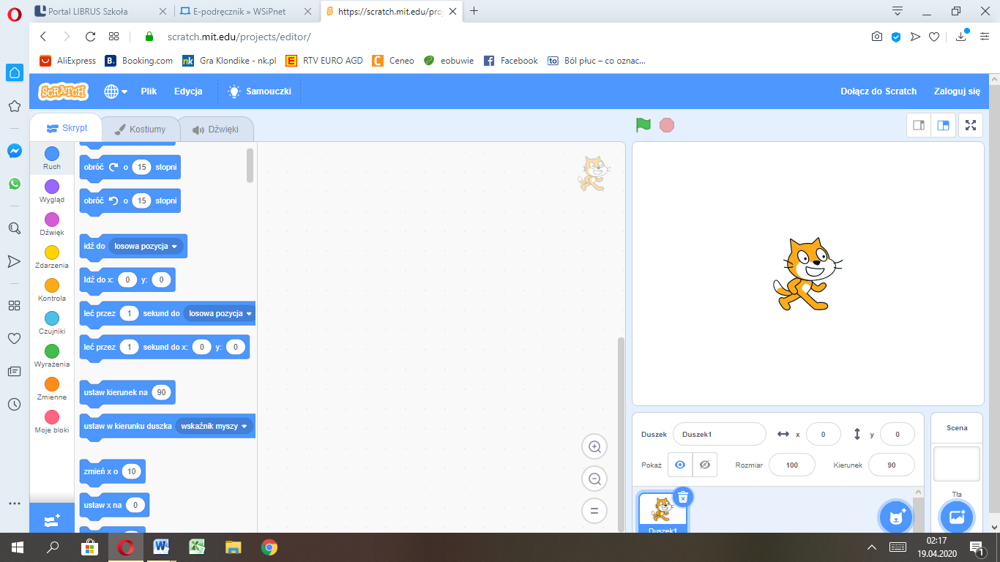 Portal LIBRUS Szkoła
E-podręcznik » WSiPnet
https://scratch.mit.edu/pro
scratch.mit.edu/projects/editor/
AliExpress
B. Booking.com
nk Gra Klondike - nk.pl
E RTV EURO AGD
C Ceneo
eobuwie
Facebook
to Ból płuc – co oznac...
SCRATCH
Plik
Edycja
Samouczki
Dołącz do Scratch
Zaloguj się
Skrypt
Kostiumy
Dźwięki
Ruch
Wygląd
Dźwięk
Zdarzenia
Kontrola
Czujniki
Wyrażenia
Zmienne
Moje bloki
obróć o 15 stopni
obróć o 15 stopni
idź do losowa pozycja
Idź do x: 0 y: 0
leć przez 1 sekund do losowa pozycja
leć przez 1 sekund do x: 0 y: 0
ustaw kierunek na 90
ustaw w kierunku duszka wskaźnik myszy
zmień x o 10
ustaw x na 0
Duszek Duszek1 x 0 y 0
Pokaż Rozmiar 100 Kierunek 90
Duszek1
Scena
Tła
02:17
19.04.2020
1